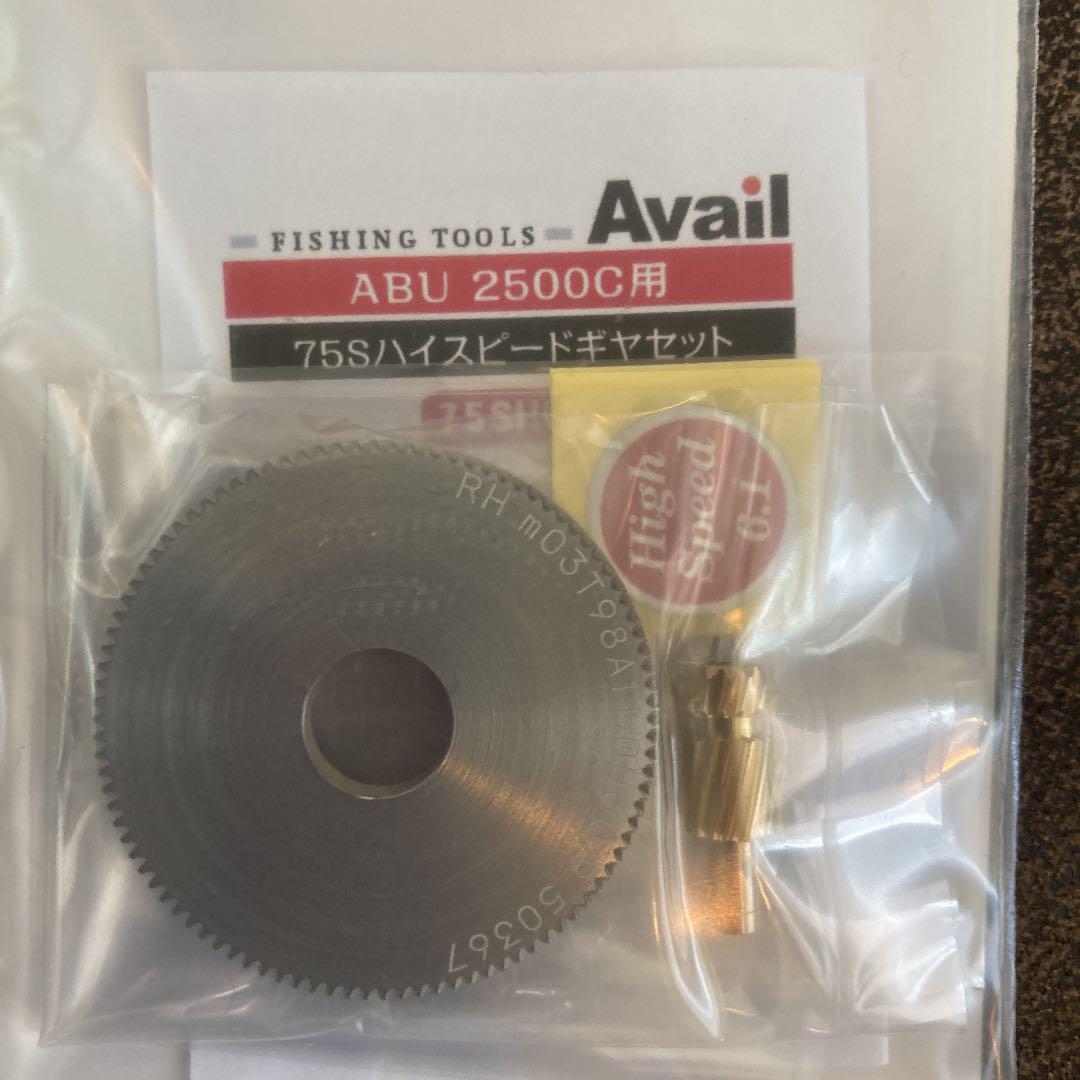 FISHING TOOLS Avail
ABU 2500C用
75Sハイスピードギヤセット
75SH
High
Speed
6.1
RH m03T98A
50367